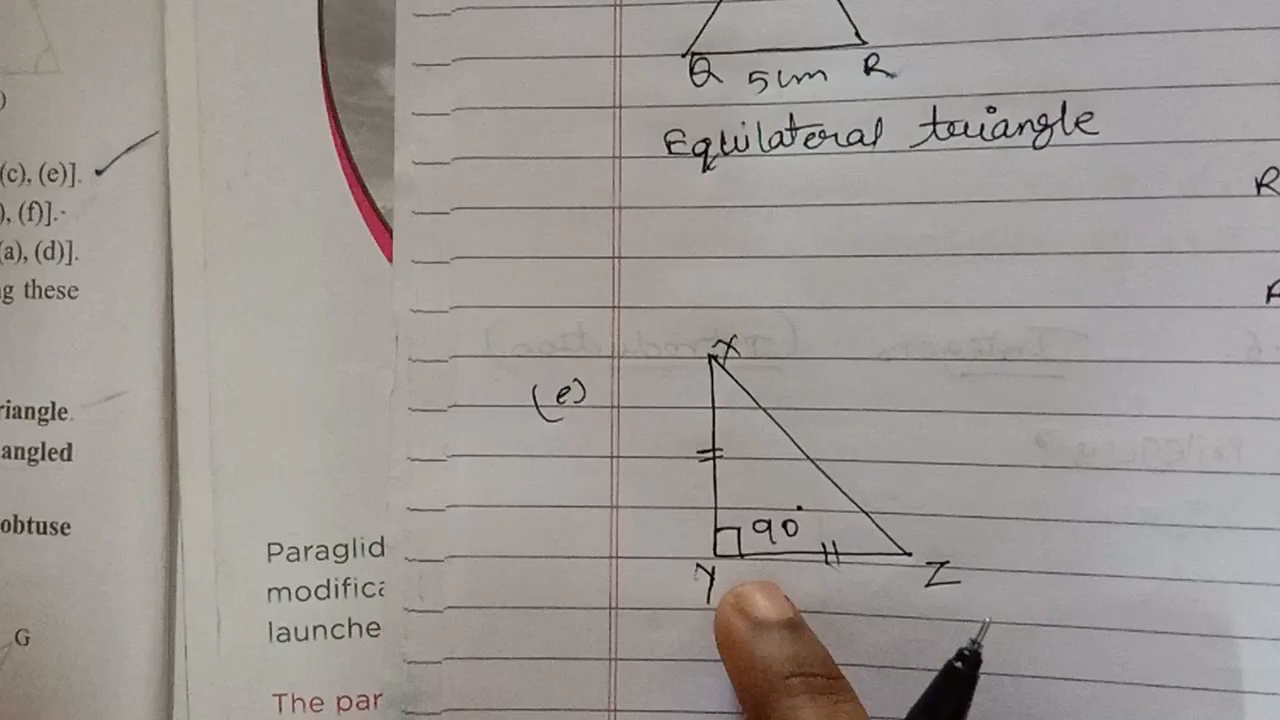 )
(c), (e)].
), (f)].
(a), (d)].
g these
riangle.
angled
obtuse
G
Paraglid
modifica
launche
The par
Q 5cm R
Equilateral triangle
R
(e)
X
90°
Y
Z